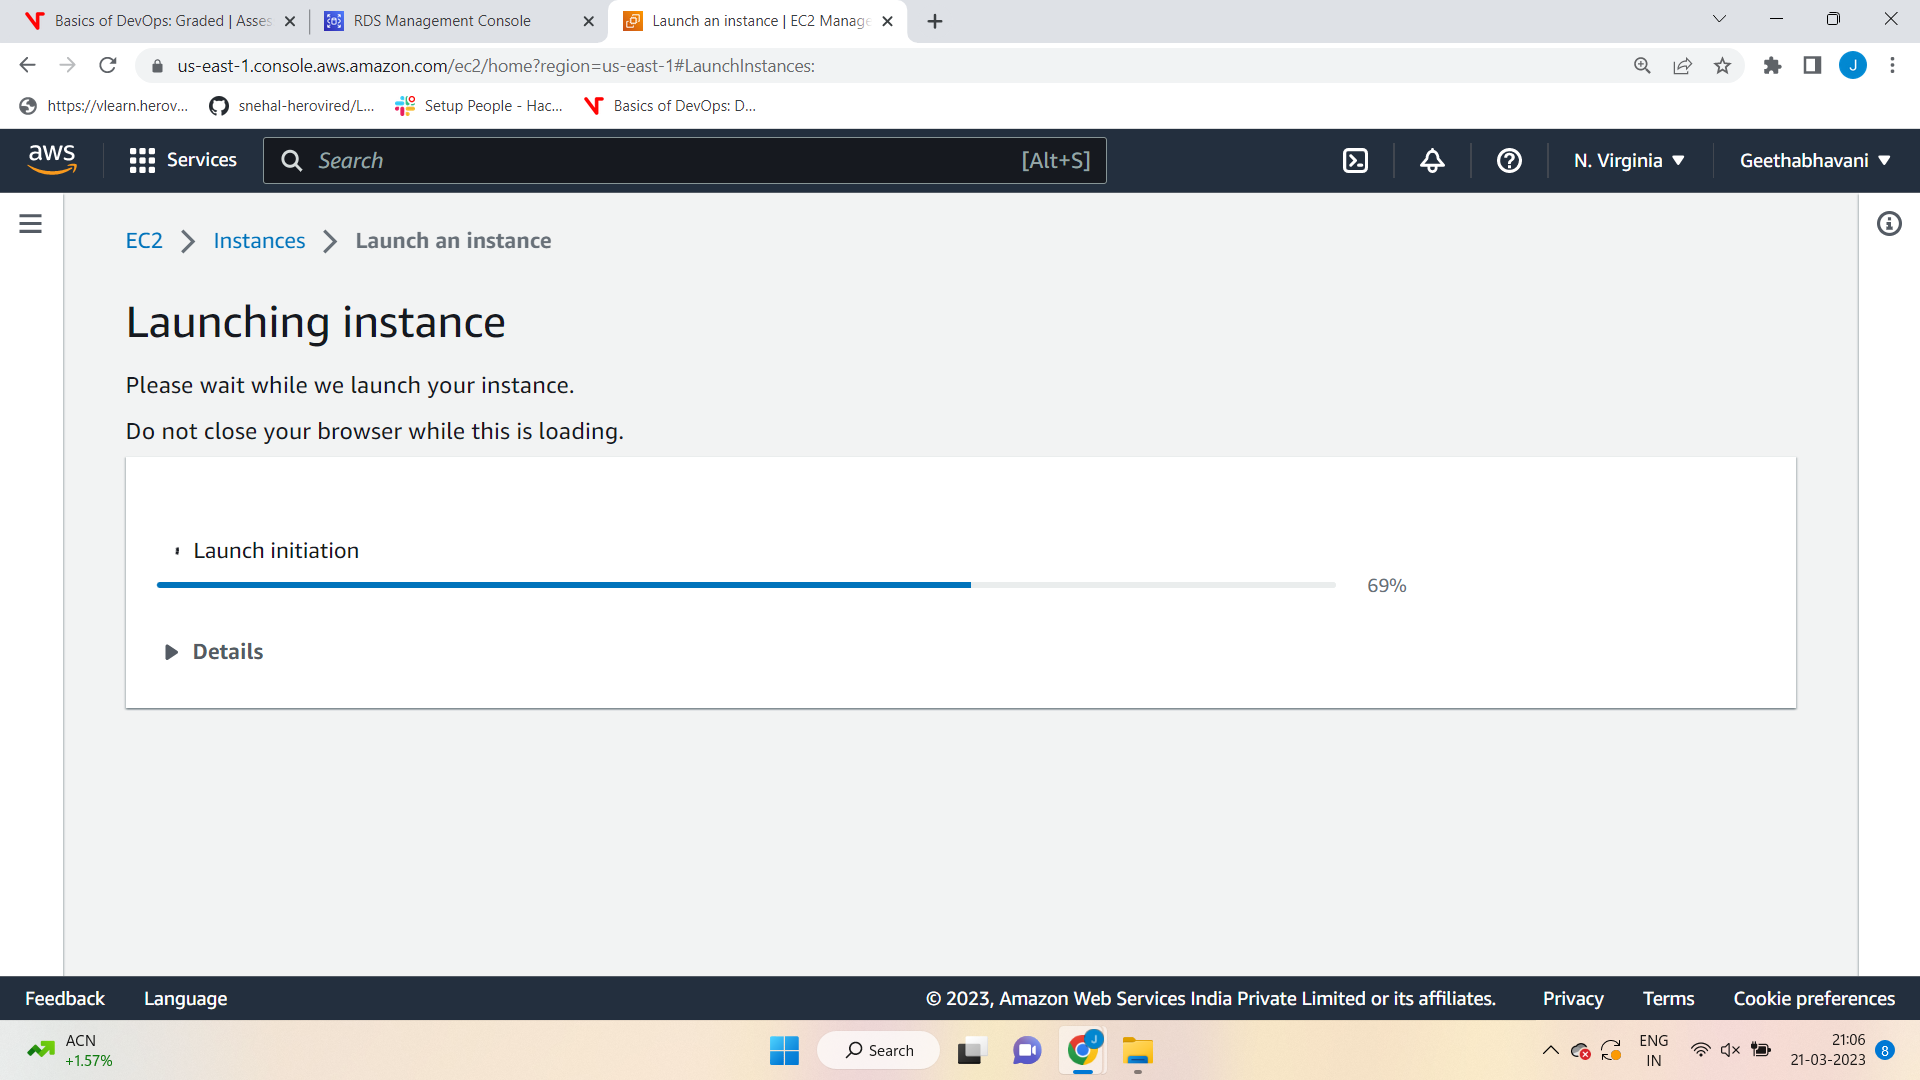 Basics of DevOps: Graded | Asses
RDS Management Console
Launch an instance | EC2 Manage
us-east-1.console.aws.amazon.com/ec2/home?region=us-east-1#LaunchInstances:
J
https://vlearn.herov...
snehal-herovired/L...
Setup People - Hac...
Basics of DevOps: D...
aws
Services
Search
[Alt+S]
N. Virginia
Geethabhavani
EC2
Instances
Launch an instance
Launching instance
Please wait while we launch your instance.
Do not close your browser while this is loading.
Launch initiation
69%
Details
Feedback
Language
© 2023, Amazon Web Services India Private Limited or its affiliates.
Privacy
Terms
Cookie preferences
ACN
+1.57%
Search
J
ENG
IN
21:06
21-03-2023
8